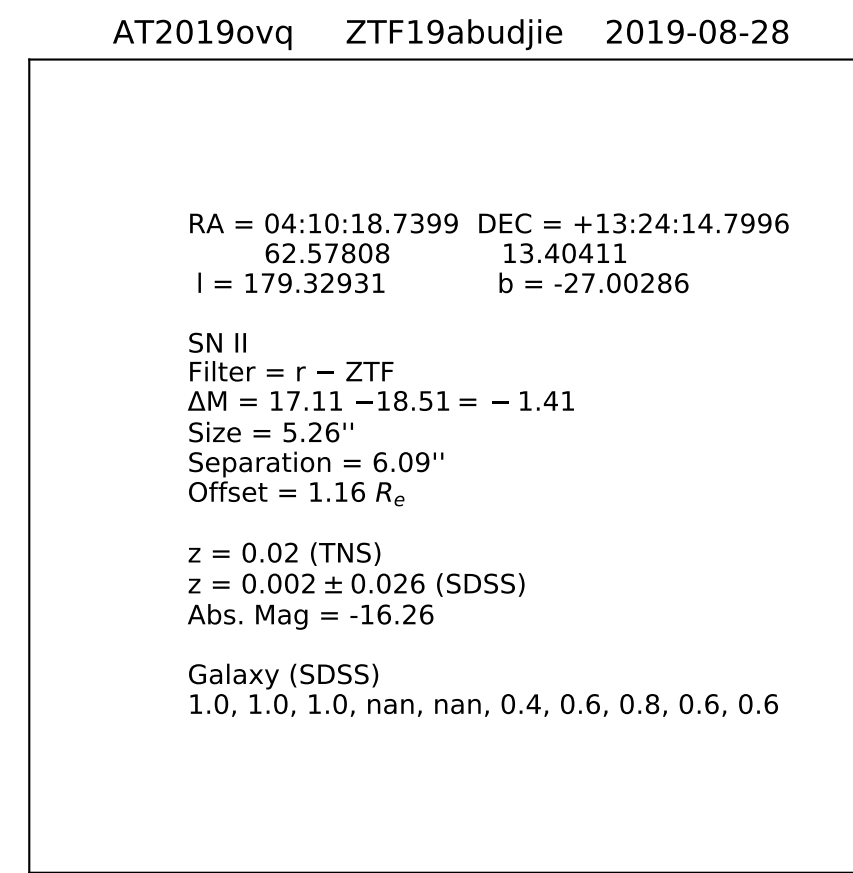 AT2019ovq ZTF19abudjie 2019-08-28
RA = 04:10:18.7399 DEC = +13:24:14.7996
62.57808 13.40411
l = 179.32931 b = -27.00286
SN II
Filter = r − ZTF
ΔM = 17.11 −18.51 = − 1.41
Size = 5.26''
Separation = 6.09''
Offset = 1.16 Rₑ
z = 0.02 (TNS)
z = 0.002 ± 0.026 (SDSS)
Abs. Mag = -16.26
Galaxy (SDSS)
1.0, 1.0, 1.0, nan, nan, 0.4, 0.6, 0.8, 0.6, 0.6